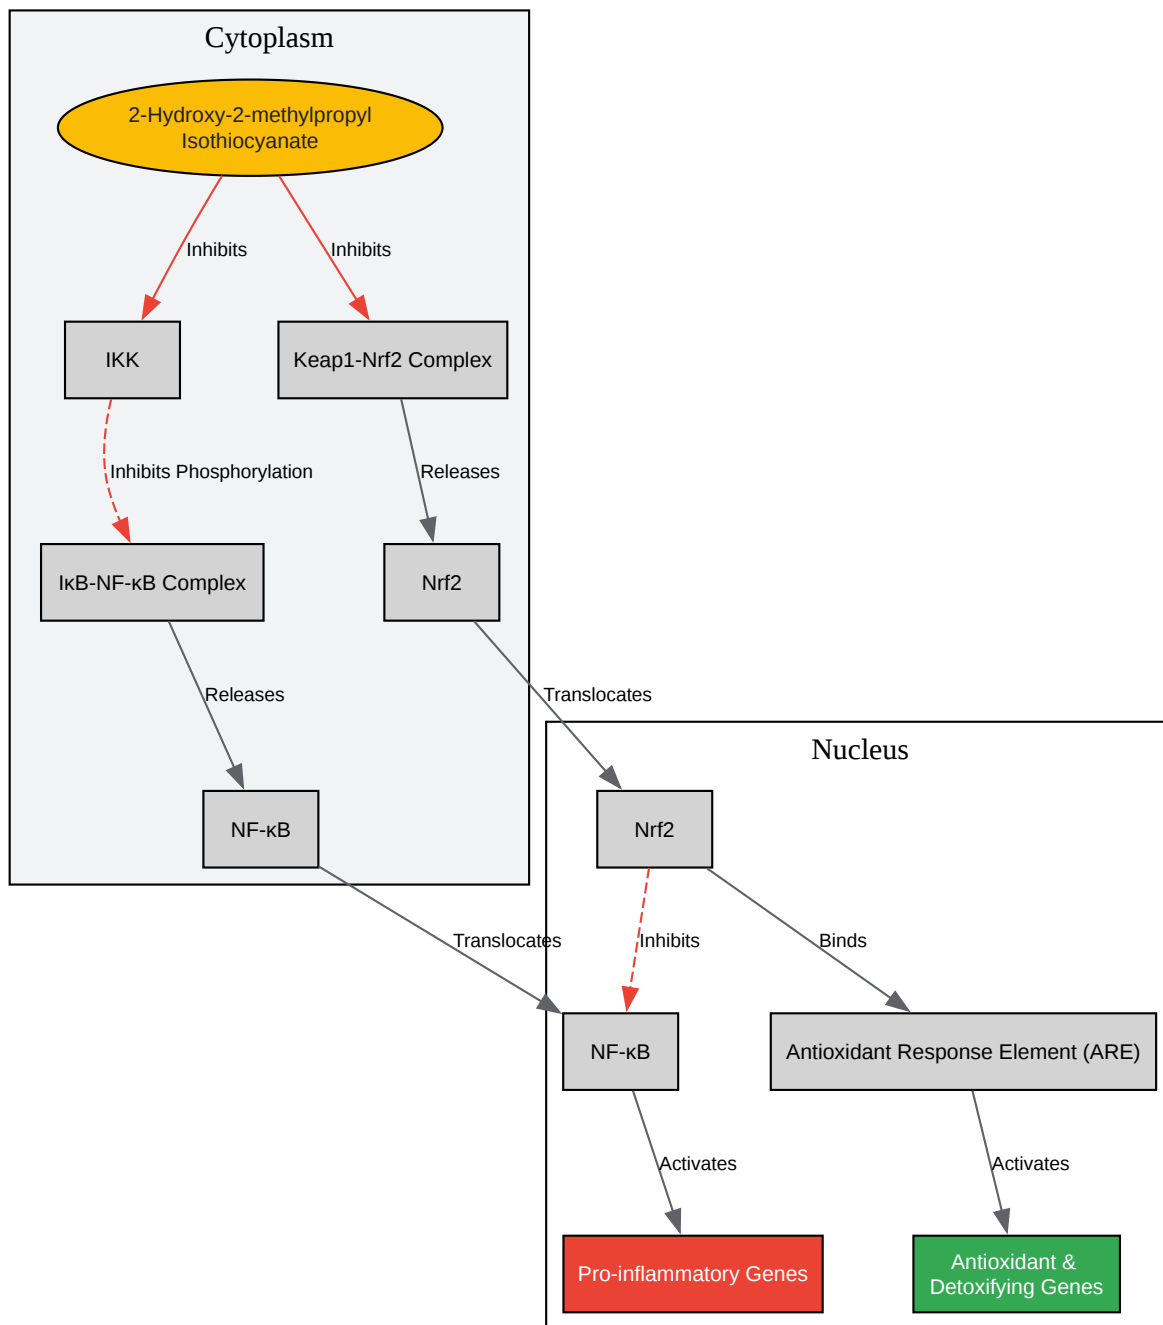 Cytoplasm
2-Hydroxy-2-methylpropyl
Isothiocyanate
Inhibits
Inhibits
IKK
Keap1-Nrf2 Complex
Inhibits Phosphorylation
Releases
IκB-NF-κB Complex
Nrf2
Releases
Translocates
Nucleus
NF-κB
Nrf2
Translocates
Inhibits
Binds
NF-κB
Antioxidant Response Element (ARE)
Activates
Activates
Pro-inflammatory Genes
Antioxidant &
Detoxifying Genes